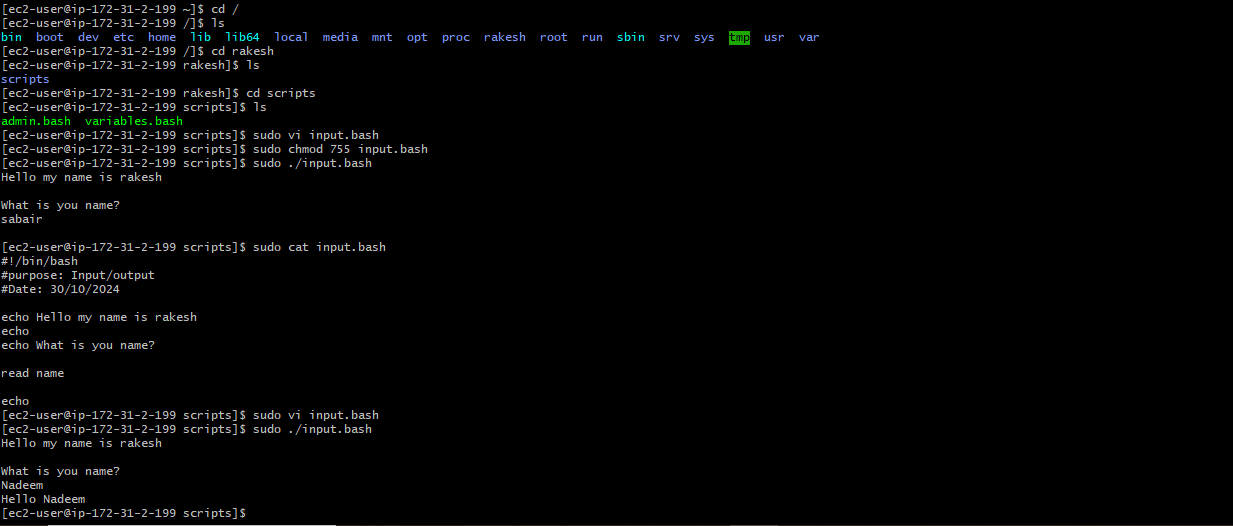 [ec2-user@ip-172-31-2-199 ~]$ cd /
[ec2-user@ip-172-31-2-199 /]$ ls
bin  boot  dev  etc  home  lib  lib64  local  media  mnt  opt  proc  rakesh  root  run  sbin  srv  sys  tmp  usr  var
[ec2-user@ip-172-31-2-199 /]$ cd rakesh
[ec2-user@ip-172-31-2-199 rakesh]$ ls
scripts
[ec2-user@ip-172-31-2-199 rakesh]$ cd scripts
[ec2-user@ip-172-31-2-199 scripts]$ ls
admin.bash  variables.bash
[ec2-user@ip-172-31-2-199 scripts]$ sudo vi input.bash
[ec2-user@ip-172-31-2-199 scripts]$ sudo chmod 755 input.bash
[ec2-user@ip-172-31-2-199 scripts]$ sudo ./input.bash
Hello my name is rakesh

What is you name?
sabair

[ec2-user@ip-172-31-2-199 scripts]$ sudo cat input.bash
#!/bin/bash
#purpose: Input/output
#Date: 30/10/2024

echo Hello my name is rakesh
echo
echo What is you name?

read name

echo
[ec2-user@ip-172-31-2-199 scripts]$ sudo vi input.bash
[ec2-user@ip-172-31-2-199 scripts]$ sudo ./input.bash
Hello my name is rakesh

What is you name?
Nadeem
Hello Nadeem
[ec2-user@ip-172-31-2-199 scripts]$